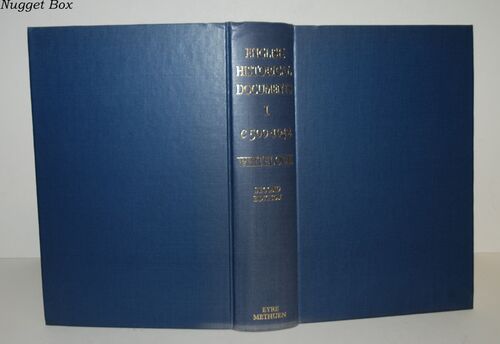 Nugget Box
ENGLISH
HISTORICAL
DOCUMENTS
I
c 500-1042
WHITELOCK
SECOND
EDITION
EYRE
METHUEN